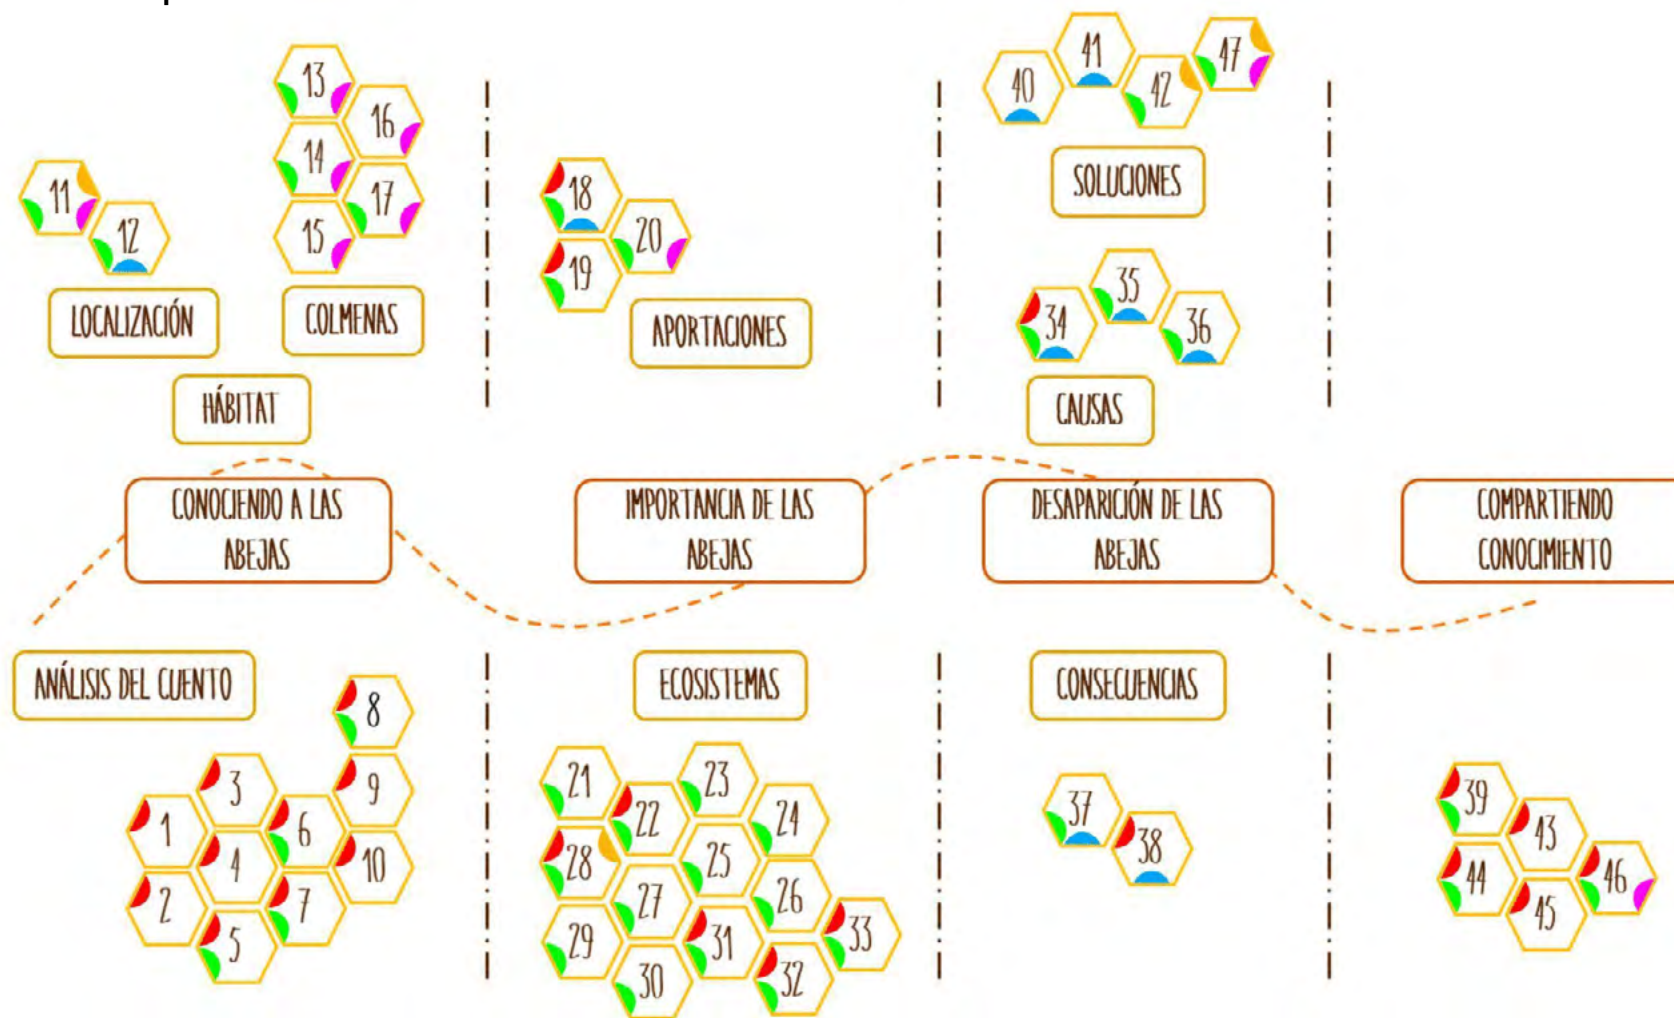 13
16
14
17
15
11
12
LOCALIZACIÓN
COLMENAS
HÁBITAT
18
20
19
APORTACIONES
40
41
42
47
SOLUCIONES
34
35
36
CAUSAS
CONOCIENDO A LAS
ABEJAS
IMPORTANCIA DE LAS
ABEJAS
DESAPARICIÓN DE LAS
ABEJAS
COMPARTIENDO
CONOCIMIENTO
ANÁLISIS DEL CUENTO
8
3
9
1
6
4
10
2
7
5
ECOSISTEMAS
21
23
22
24
28
25
27
26
29
31
33
30
32
CONSECUENCIAS
37
38
39
43
44
46
45